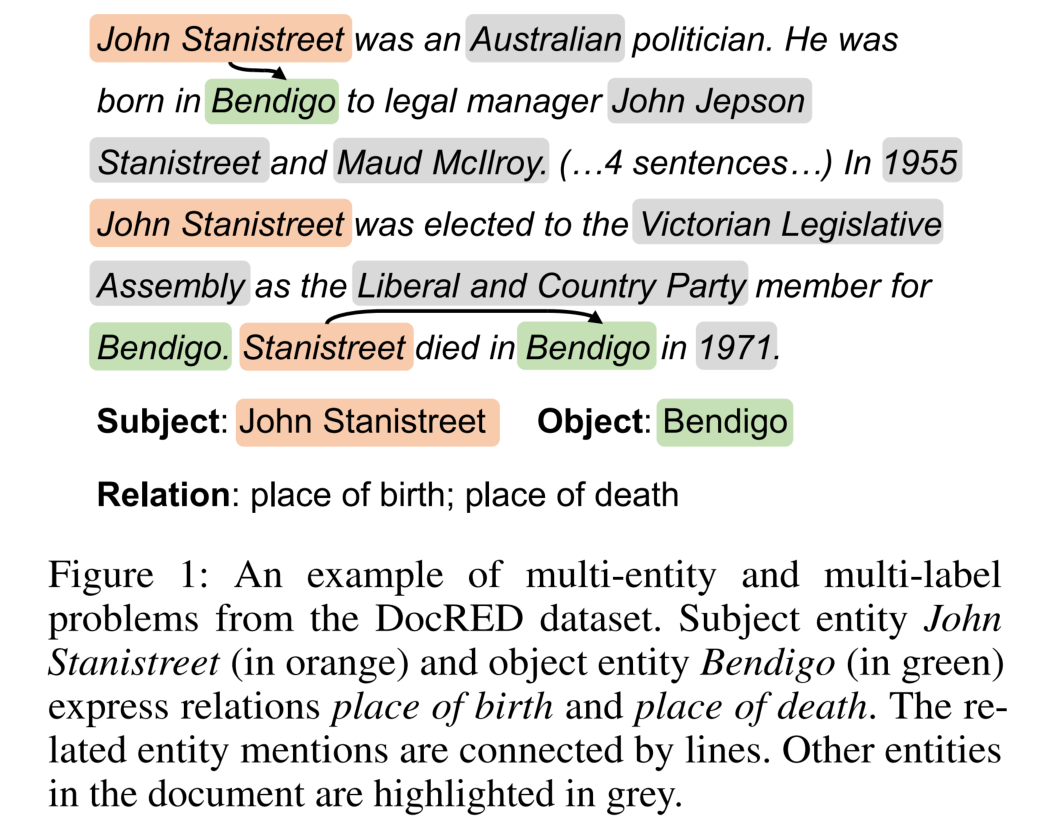 John Stanistreet was an Australian politician. He was
born in Bendigo to legal manager John Jepson
Stanistreet and Maud McIlroy. (…4 sentences…) In 1955
John Stanistreet was elected to the Victorian Legislative
Assembly as the Liberal and Country Party member for
Bendigo. Stanistreet died in Bendigo in 1971.
Subject: John Stanistreet Object: Bendigo
Relation: place of birth; place of death
Figure 1: An example of multi-entity and multi-label
problems from the DocRED dataset. Subject entity John
Stanistreet (in orange) and object entity Bendigo (in green)
express relations place of birth and place of death. The re-
lated entity mentions are connected by lines. Other entities
in the document are highlighted in grey.